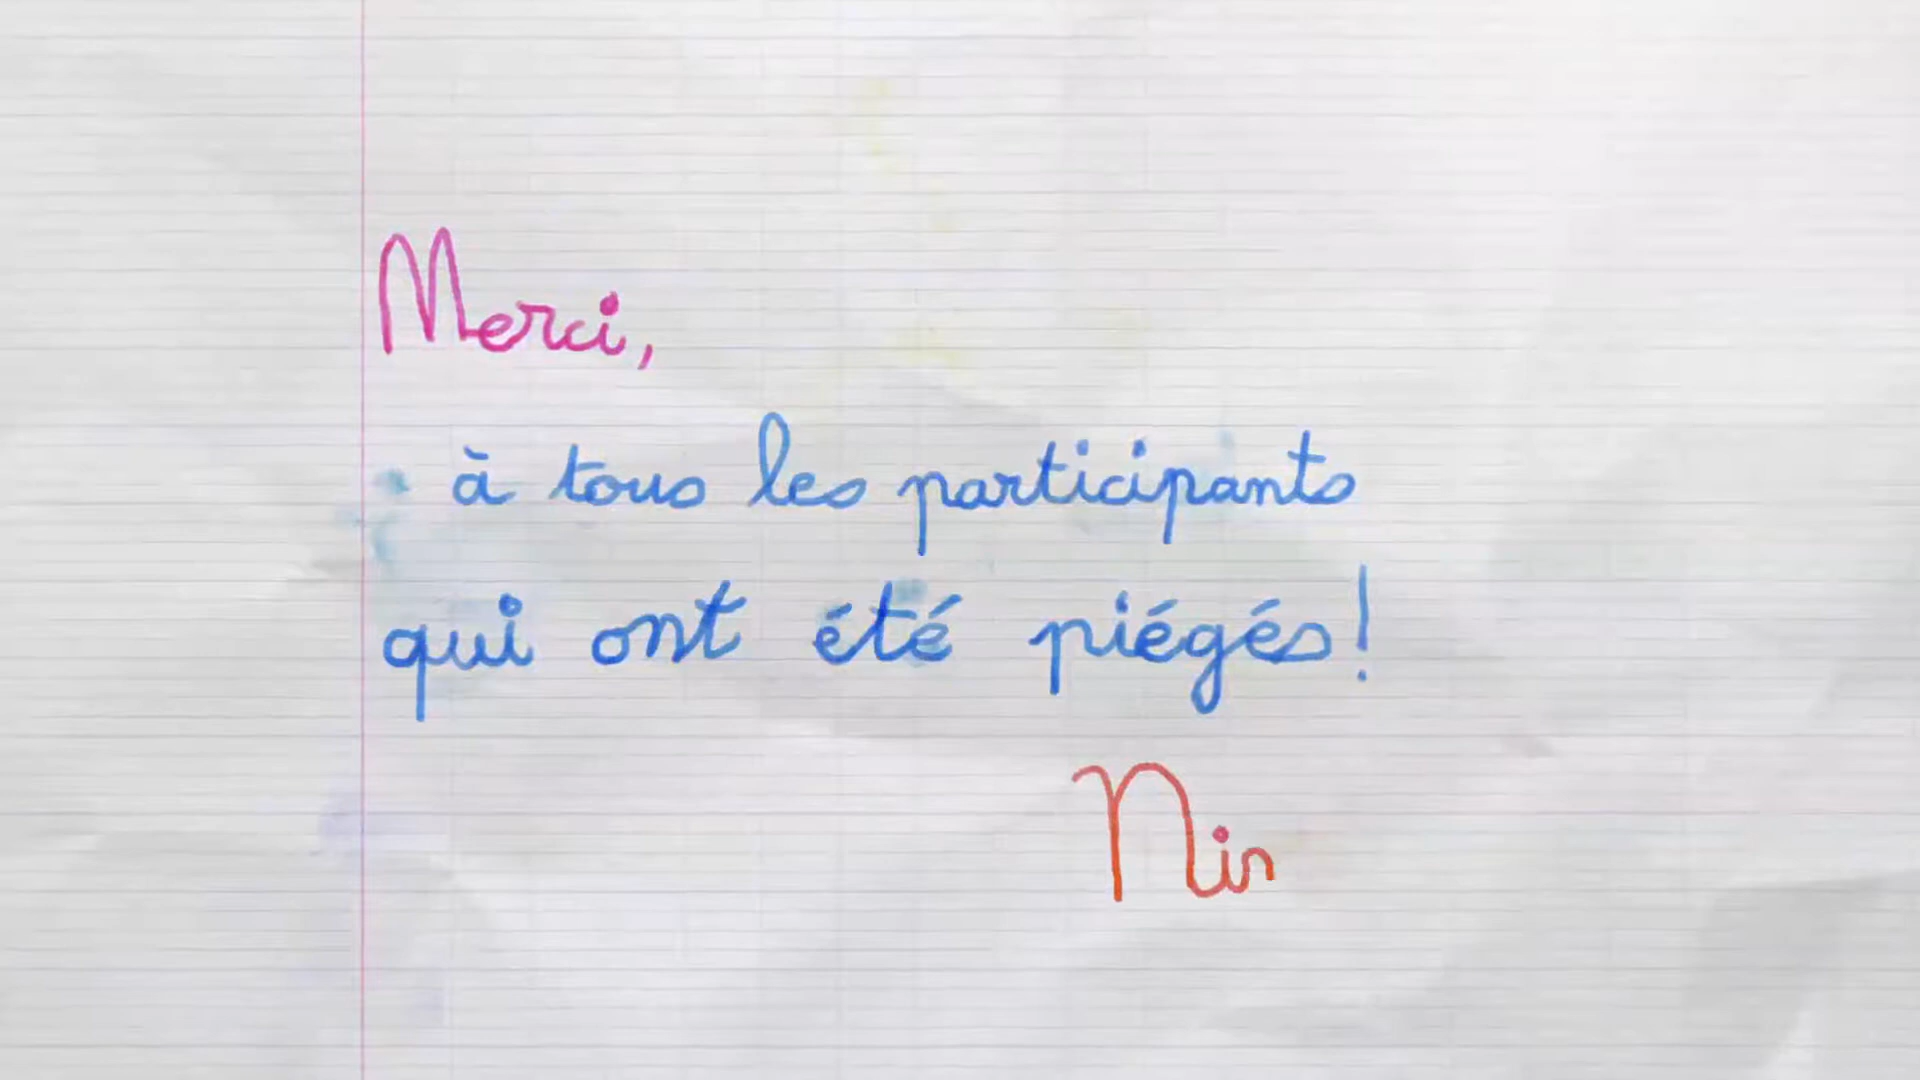 Merci,
à tous les participants
qui ont été piégés!
Nin